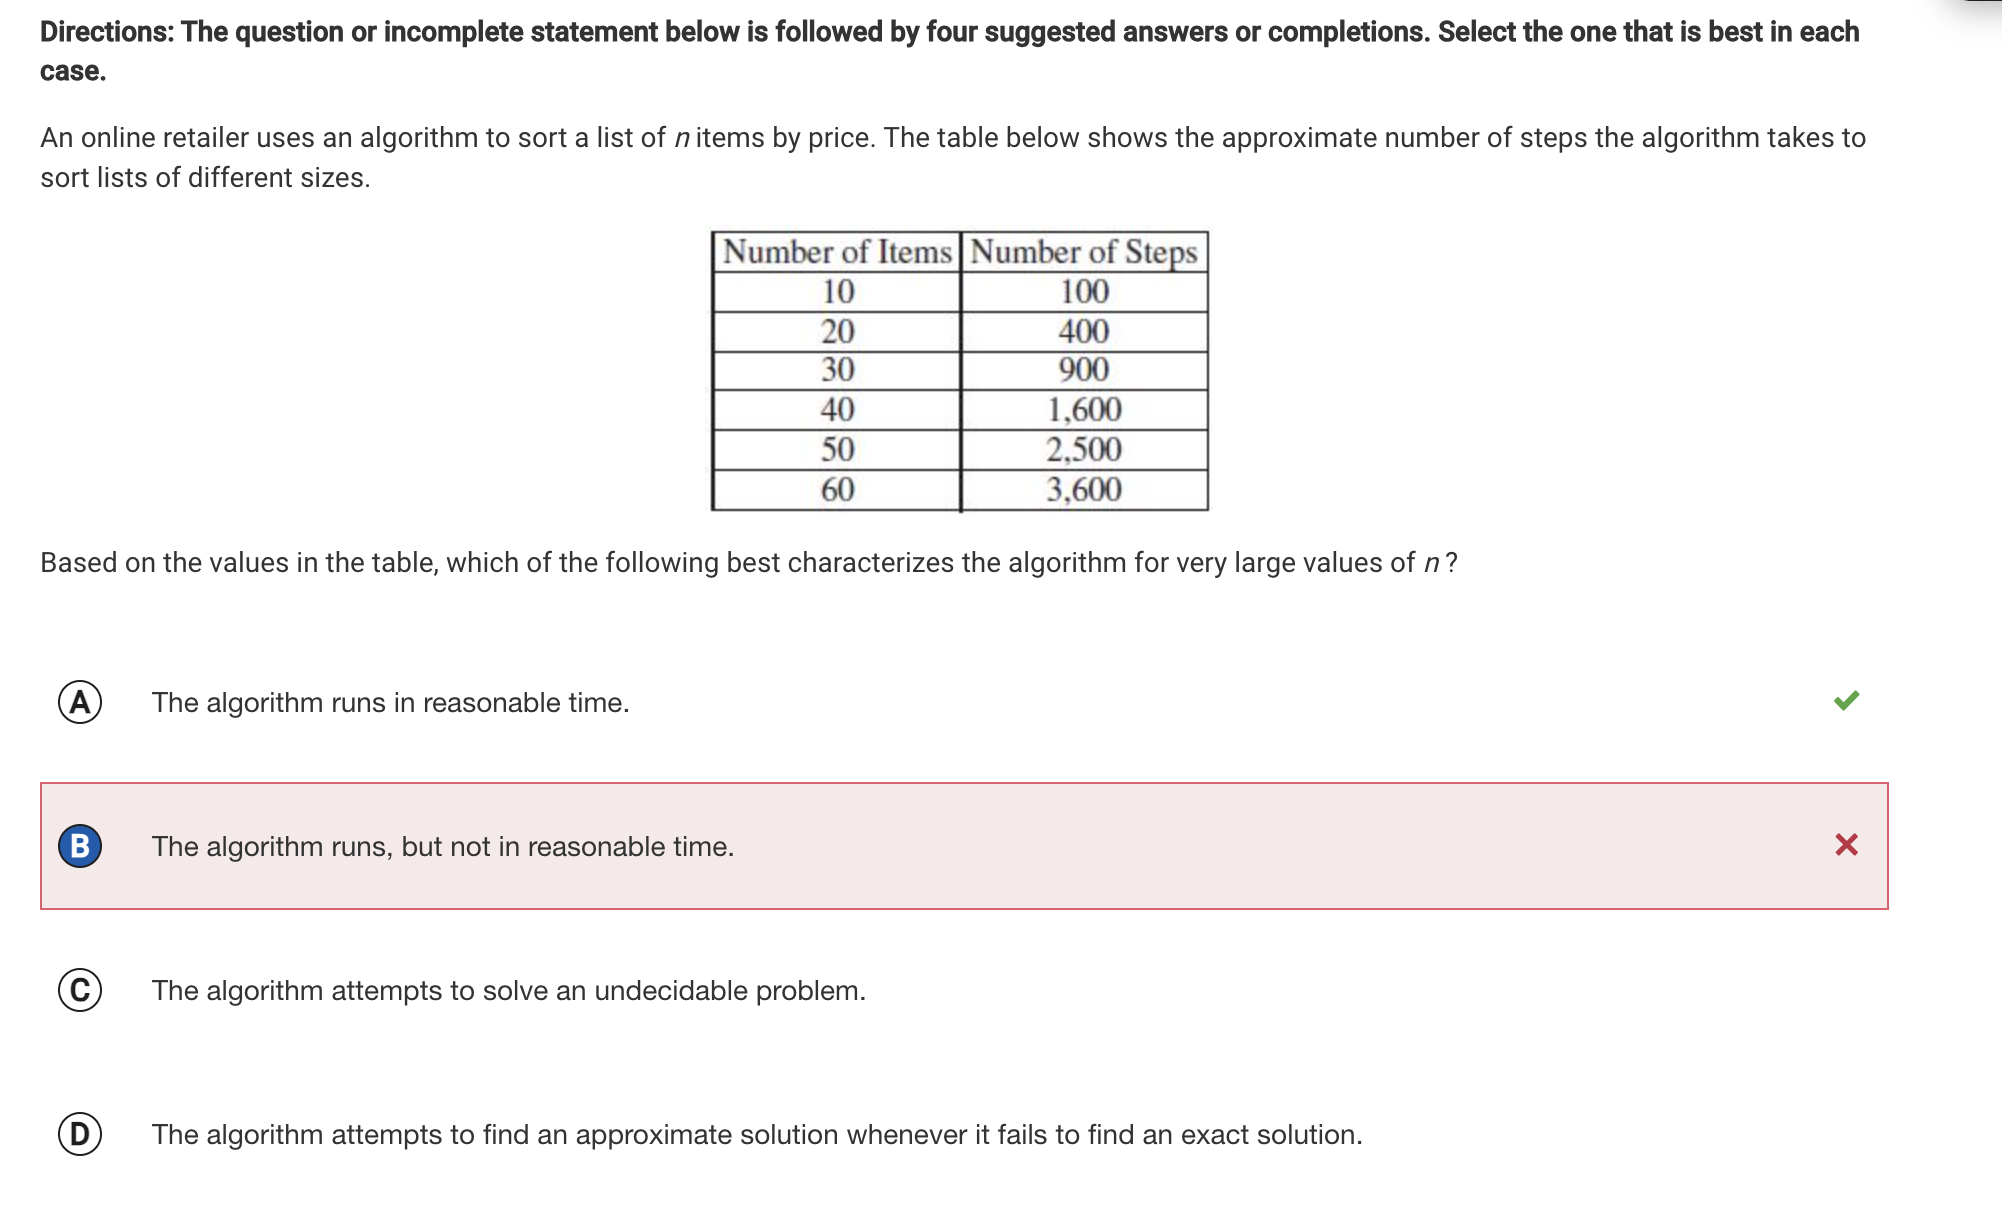 Directions: The question or incomplete statement below is followed by four suggested answers or completions. Select the one that is best in each
case.
An online retailer uses an algorithm to sort a list of n items by price. The table below shows the approximate number of steps the algorithm takes to
sort lists of different sizes.
Number of Items Number of Steps
10 100
20 400
30 900
40 1,600
50 2,500
60 3,600
Based on the values in the table, which of the following best characterizes the algorithm for very large values of n ?
A The algorithm runs in reasonable time.
B The algorithm runs, but not in reasonable time.
C The algorithm attempts to solve an undecidable problem.
D The algorithm attempts to find an approximate solution whenever it fails to find an exact solution.